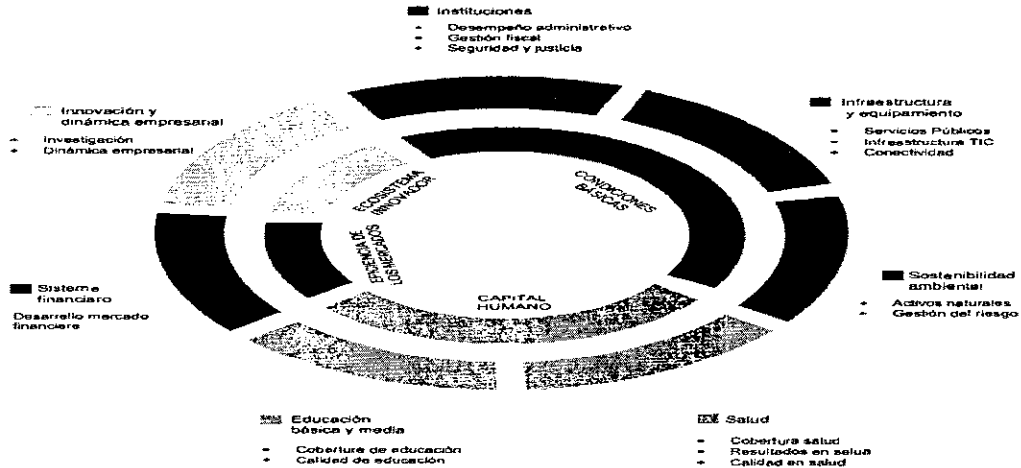 Instituciones
Desempeño administrativo
Gestión fiscal
Seguridad y justicia
Innovación y
dinámica empresarial
Investigación
Dinámica empresarial
Infraestructura
y equipamiento
Servicios Públicos
Infraestructura TIC
Conectividad
ECOSISTEMA
INNOVADOR
CONDICIONES
BÁSICAS
EFICIENCIA DE
LOS MERCADOS
CAPITAL
HUMANO
Sistema
financiero
Desarrollo mercado
financiero
Sostenibilidad
ambiental
Activos naturales
Gestión del riesgo
Educación
básica y media
Cobertura de educación
Calidad de educación
Salud
Cobertura salud
Resultados en salud
Calidad en salud